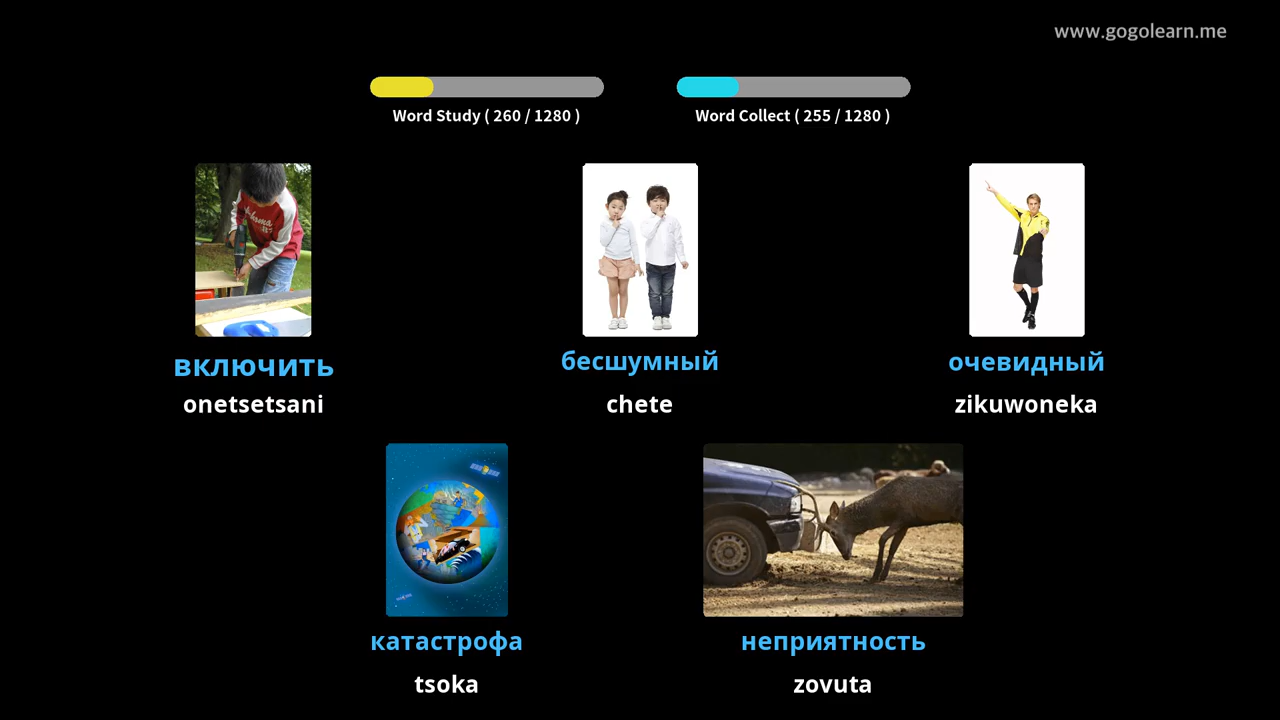 www.gogolearn.me
Word Study ( 260 / 1280 )
Word Collect ( 255 / 1280 )
включить
бесшумный
очевидный
onetsetsani
chete
zikuwoneka
катастрофа
неприятность
tsoka
zovuta